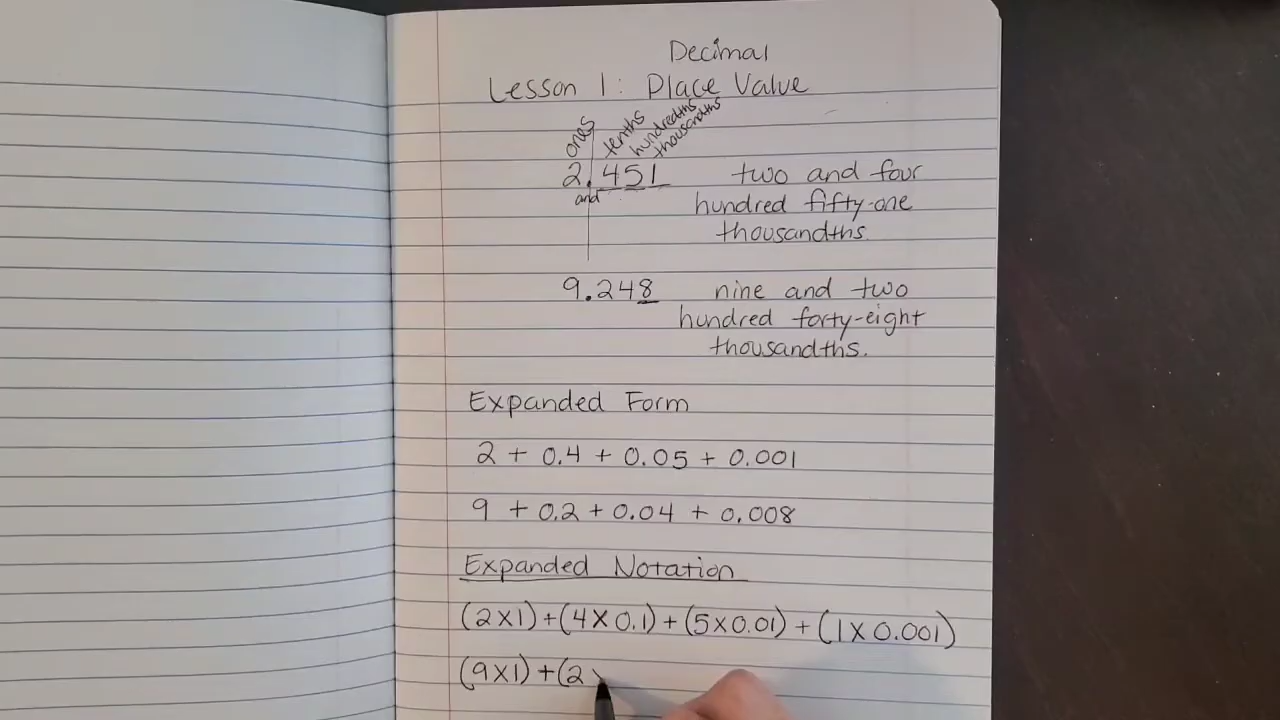 Decimal
Lesson 1: Place Value
ones tenths hundredths thousandths
2.451 two and four
and hundred fifty-one
thousandths.
9.248 nine and two
hundred forty-eight
thousandths.
Expanded Form
2 + 0.4 + 0.05 + 0.001
9 + 0.2 + 0.04 + 0.008
Expanded Notation
(2x1)+(4x0.1)+(5x0.01)+(1x0.001)
(9x1)+(2x